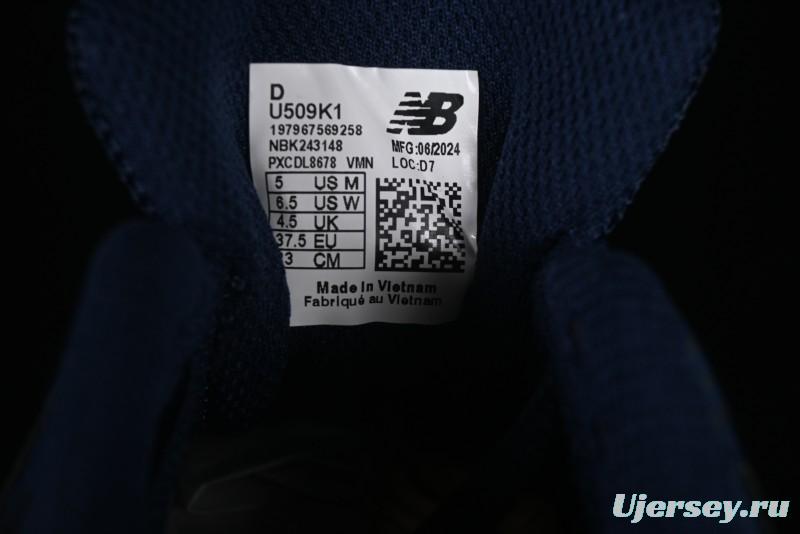 D
U509K1
197967569258
NBK243148
PXCDL8678 VMN
NB
MFG:06/2024
LOC:D7
5 US M
6.5 US W
4.5 UK
37.5 EU
CM
Made in Vietnam
Fabriqué au Vietnam
Ujersey.ru